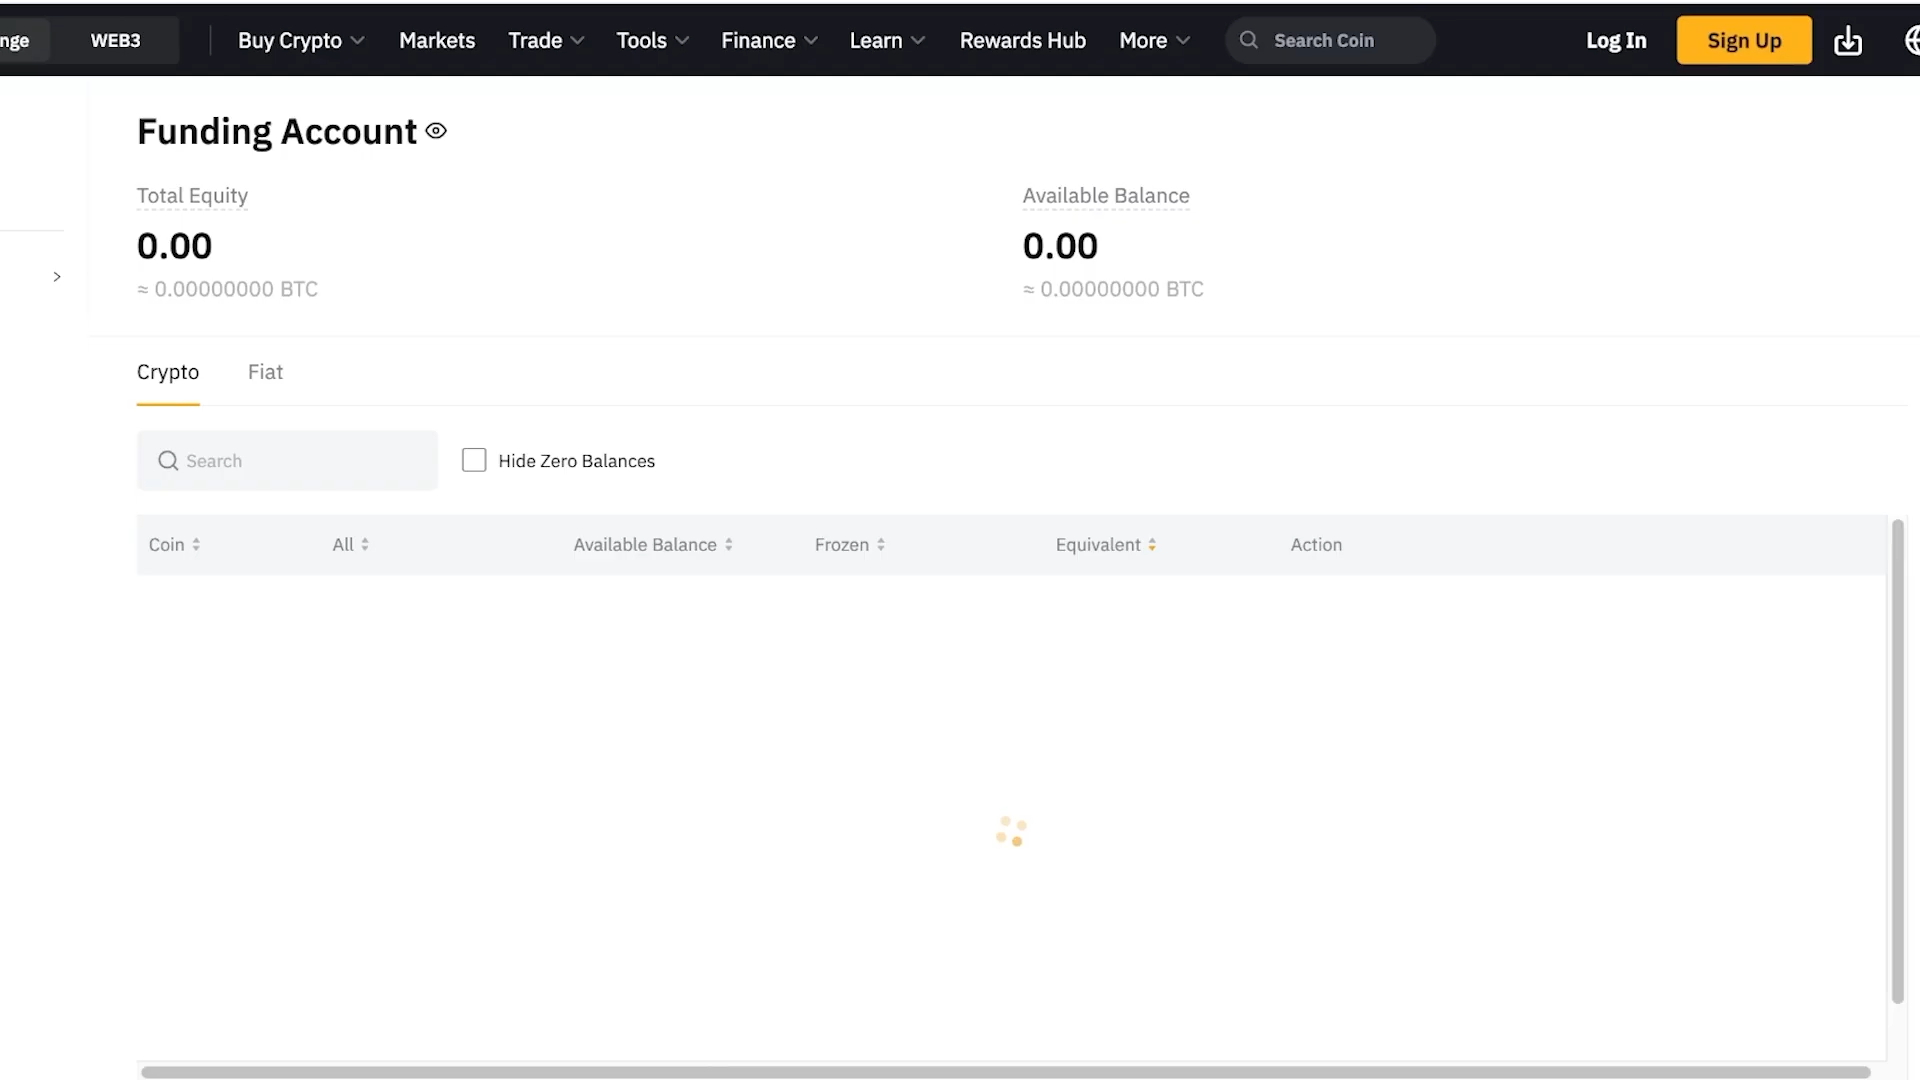 nge WEB3 Buy Crypto Markets Trade Tools Finance Learn Rewards Hub More Search Coin Log In Sign Up
Funding Account
Total Equity Available Balance
0.00 0.00
≈ 0.00000000 BTC ≈ 0.00000000 BTC
Crypto Fiat
Search Hide Zero Balances
Coin All Available Balance Frozen Equivalent Action